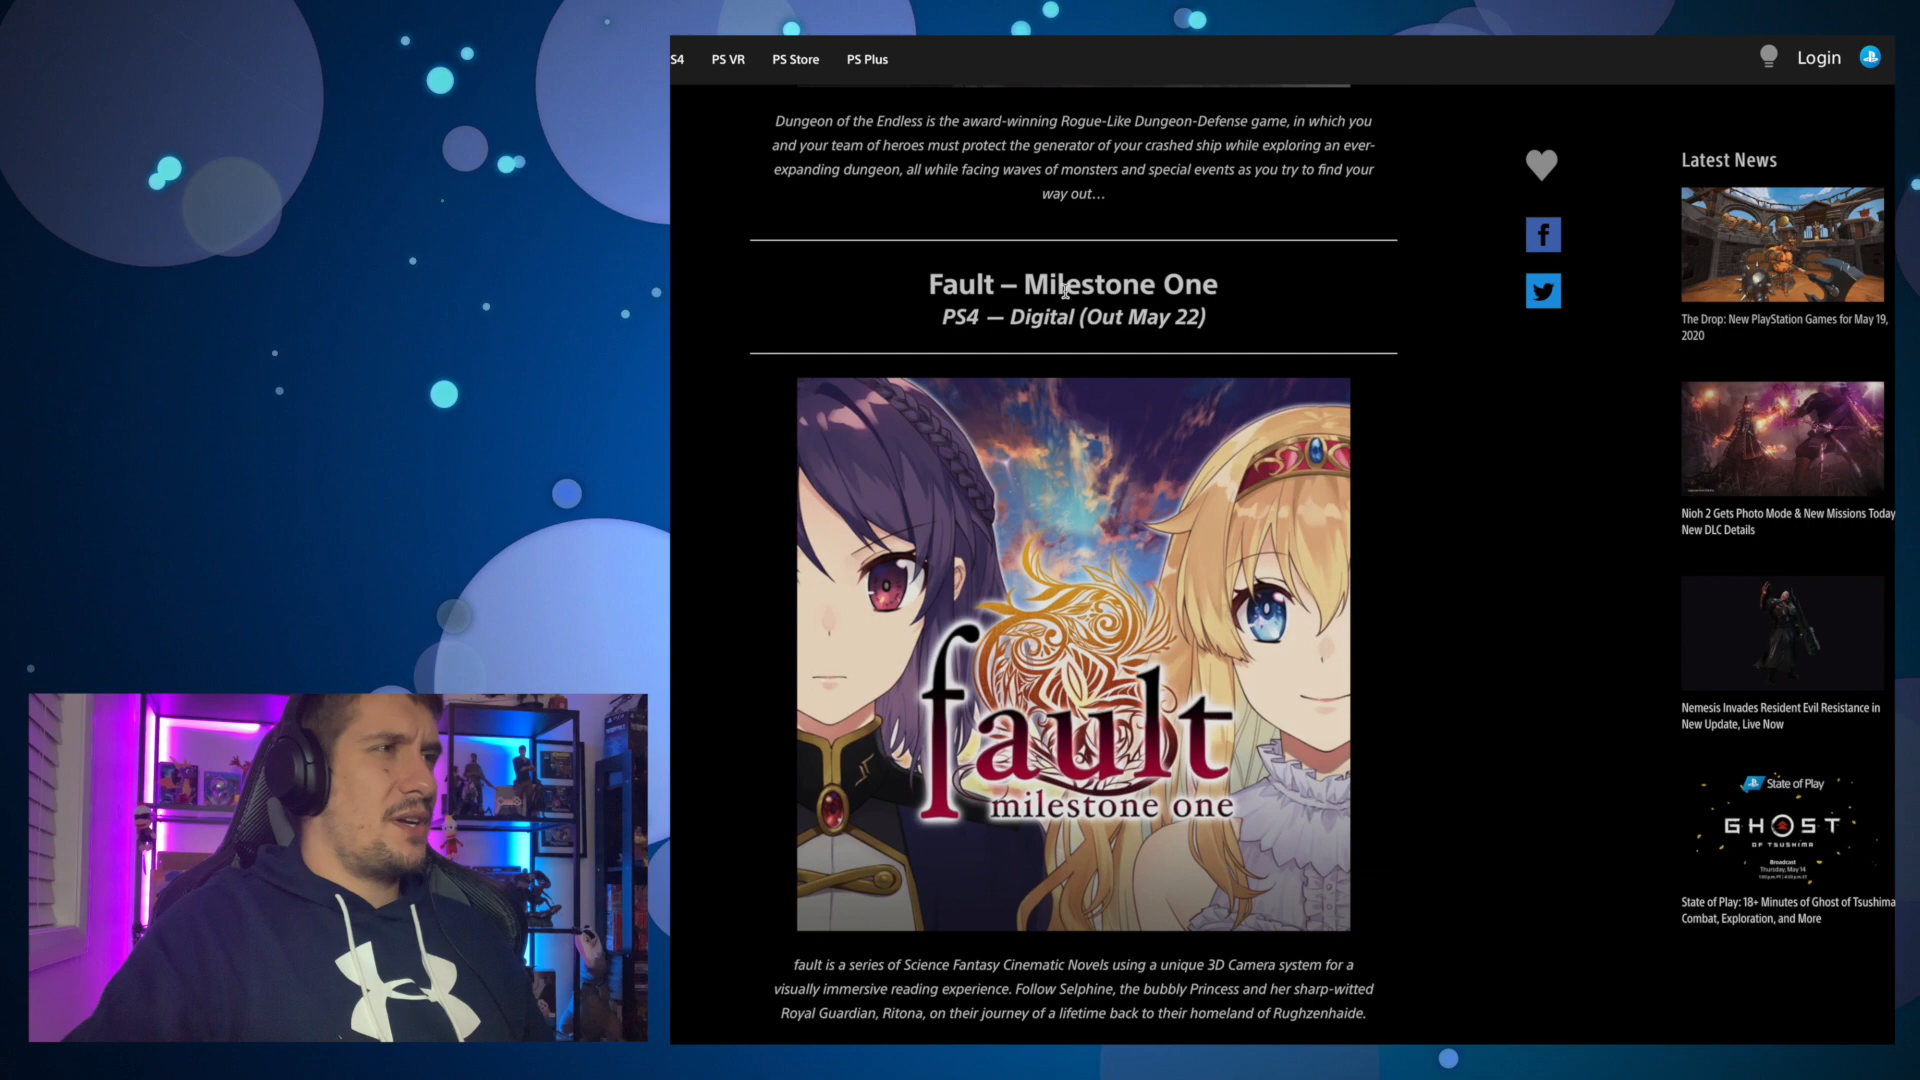 S4 PS VR PS Store PS Plus
Login
Dungeon of the Endless is the award-winning Rogue-Like Dungeon-Defense game, in which you
and your team of heroes must protect the generator of your crashed ship while exploring an ever-
expanding dungeon, all while facing waves of monsters and special events as you try to find your
way out...
Fault – Milestone One
PS4 — Digital (Out May 22)
fault
milestone one
fault is a series of Science Fantasy Cinematic Novels using a unique 3D Camera system for a
visually immersive reading experience. Follow Selphine, the bubbly Princess and her sharp-witted
Royal Guardian, Ritona, on their journey of a lifetime back to their homeland of Rughzenhaide.
Latest News
The Drop: New PlayStation Games for May 19,
2020
Nioh 2 Gets Photo Mode & New Missions Today
New DLC Details
Nemesis Invades Resident Evil Resistance in
New Update, Live Now
State of Play
GHOST
OF TSUSHIMA
Broadcast
Thursday, May 14
State of Play: 18+ Minutes of Ghost of Tsushima
Combat, Exploration, and More